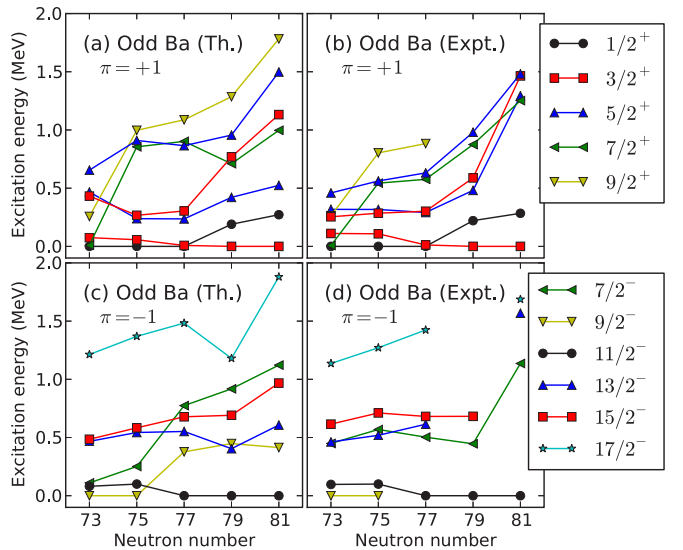 2.0
1.5
1.0
0.5
0.0
Excitation energy (MeV)
(a) Odd Ba (Th.)
π=+1
(b) Odd Ba (Expt.)
π=+1
1/2⁺
3/2⁺
5/2⁺
7/2⁺
9/2⁺
2.0
1.5
1.0
0.5
0.0
Excitation energy (MeV)
(c) Odd Ba (Th.)
π=−1
(d) Odd Ba (Expt.)
π=−1
7/2⁻
9/2⁻
11/2⁻
13/2⁻
15/2⁻
17/2⁻
73 75 77 79 81
73 75 77 79 81
Neutron number
Neutron number